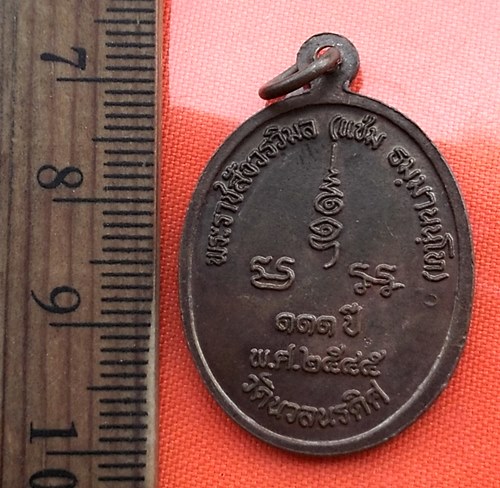 7
8
9
10
พระราชสังวรวิมล (แช่ม ธมฺมานนฺโท)
๑๑๑ ปี
พ.ศ.๒๕๔๕
วัดนวลนรดิศ